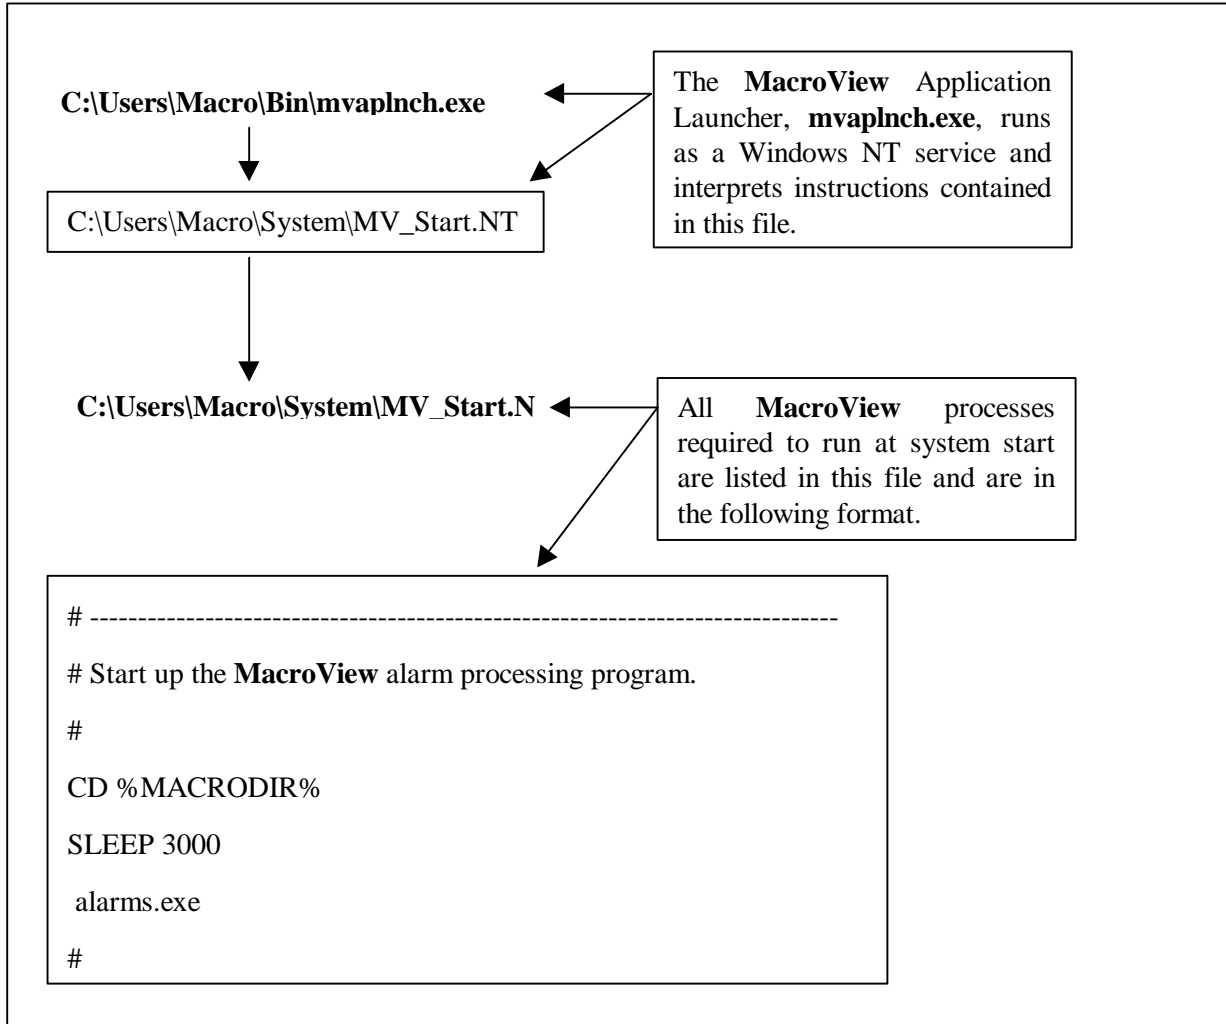 C:\Users\Macro\Bin\mvaplnch.exe
The MacroView Application
Launcher, mvaplnch.exe, runs
as a Windows NT service and
interprets instructions contained
in this file.
C:\Users\Macro\System\MV_Start.NT
C:\Users\Macro\System\MV_Start.N
All MacroView processes
required to run at system start
are listed in this file and are in
the following format.
# ------------------------------------------------------------------------------
# Start up the MacroView alarm processing program.
#
CD %MACRODIR%
SLEEP 3000
alarms.exe
#